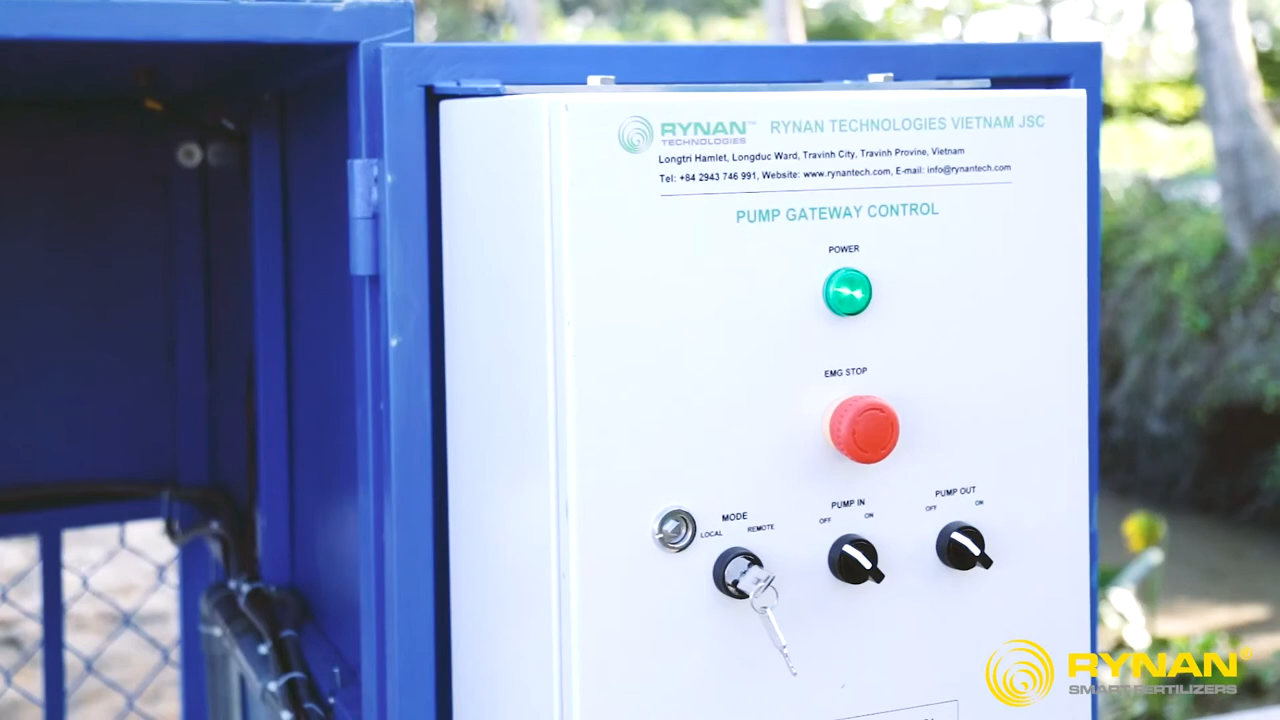 RYNAN™ RYNAN TECHNOLOGIES VIETNAM JSC
TECHNOLOGIES
Longtri Hamlet, Longduc Ward, Travinh City, Travinh Provine, Vietnam
Tel: +84 2943 746 991, Website: www.rynantech.com, E-mail: info@rynantech.com
PUMP GATEWAY CONTROL
POWER
EMG STOP
MODE
LOCAL REMOTE
PUMP IN
OFF ON
PUMP OUT
OFF ON
RYNAN®
SMART FERTILIZERS